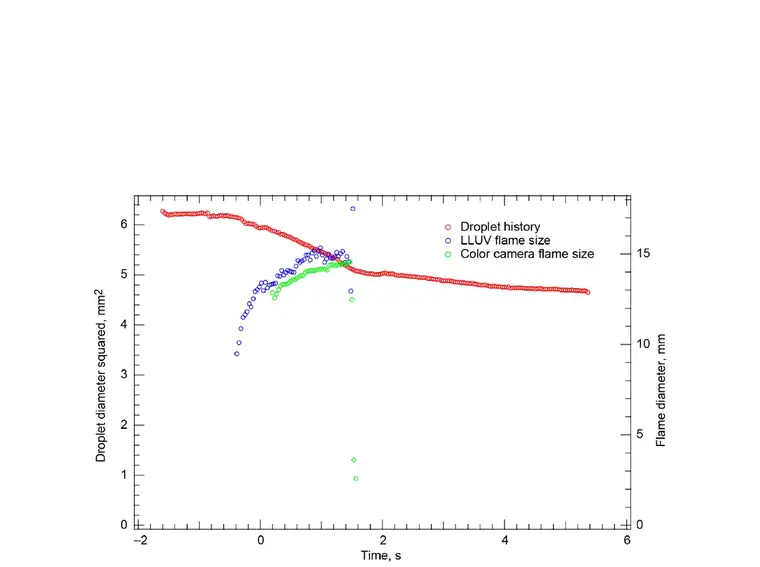 6
5
4
3
2
1
0
Droplet diameter squared, mm2
Droplet history
LLUV flame size
Color camera flame size
15
10
5
0
Flame diameter, mm
–2 0 2 4 6
Time, s